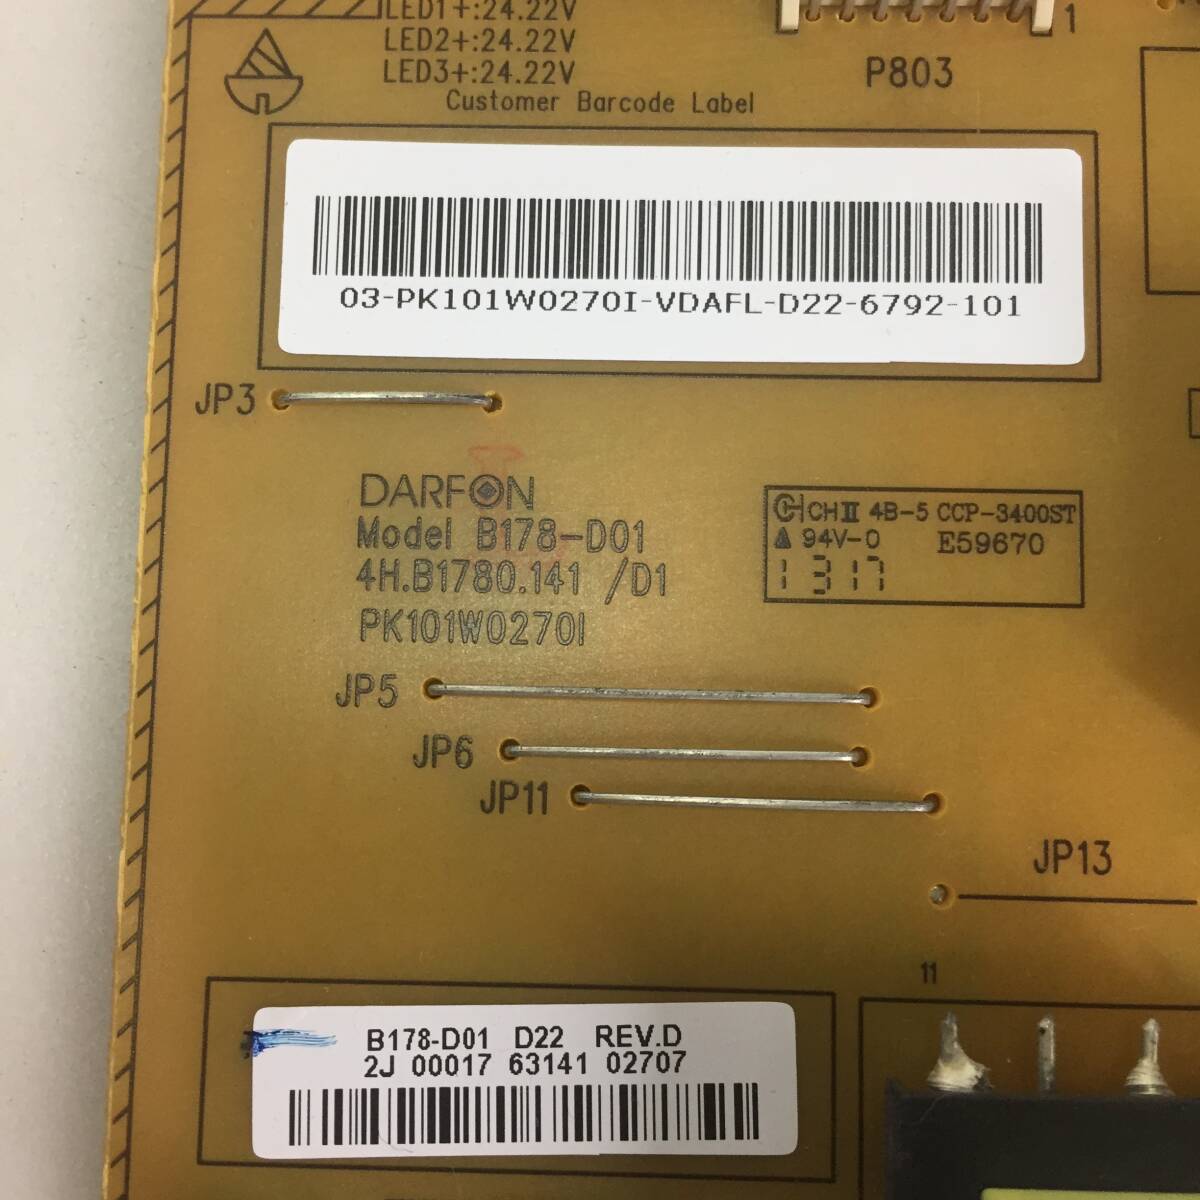 LED1+:24.22V
LED2+:24.22V
LED3+:24.22V
Customer Barcode Label
1
P803
03-PK101W0270I-VDAFL-D22-6792-101
JP3
DARFON
Model B178-D01
4H.B1780.141 /D1
PK101W0270I
CHII 4B-5 CCP-3400ST
94V-0 E59670
1317
JP5
JP6
JP11
JP13
11
B178-D01 D22 REV.D
2J 00017 63141 02707